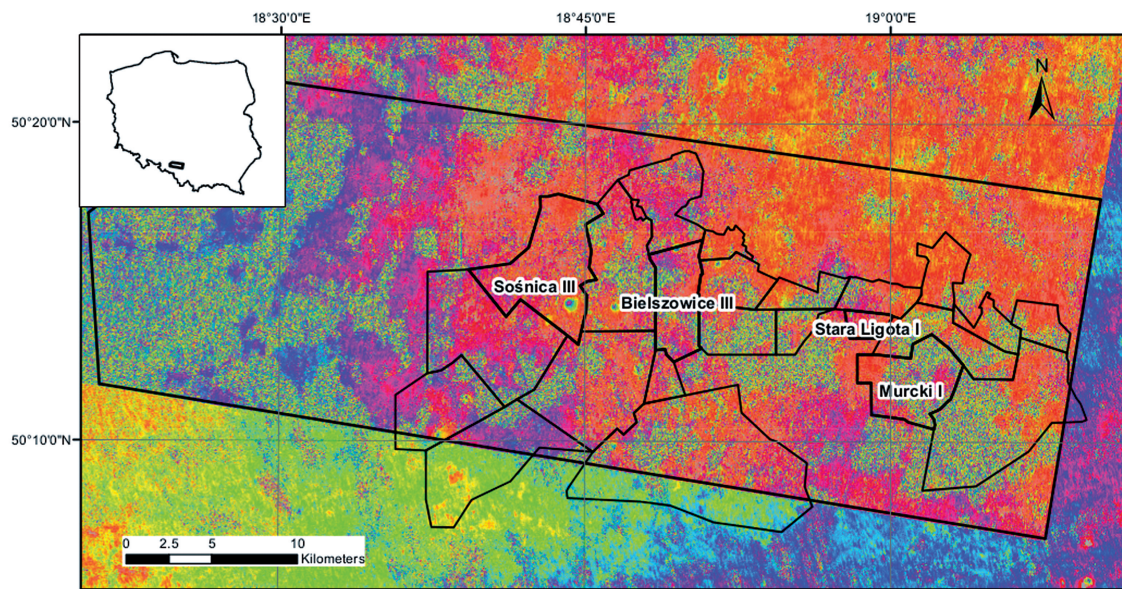 18°30'0"E
18°45'0"E
19°0'0"E
50°20'0"N
N
Sośnica III
Bielszowice III
Stara Ligota I
Murcki I
50°10'0"N
0 2.5 5 10
Kilometers